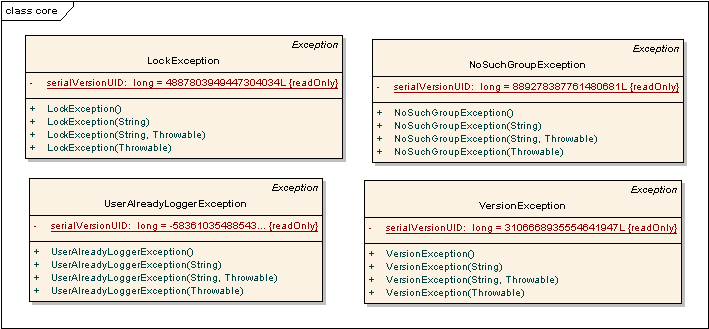 class core
Exception
LockException
- serialVersionUID: long = 4887803949447304034L {readOnly}
+ LockException()
+ LockException(String)
+ LockException(String, Throwable)
+ LockException(Throwable)
Exception
NoSuchGroupException
- serialVersionUID: long = 889278387761480681L {readOnly}
+ NoSuchGroupException()
+ NoSuchGroupException(String)
+ NoSuchGroupException(String, Throwable)
+ NoSuchGroupException(Throwable)
Exception
UserAlreadyLoggerException
- serialVersionUID: long = -58361035488543... {readOnly}
+ UserAlreadyLoggerException()
+ UserAlreadyLoggerException(String)
+ UserAlreadyLoggerException(String, Throwable)
+ UserAlreadyLoggerException(Throwable)
Exception
VersionException
- serialVersionUID: long = 3106668935554641947L {readOnly}
+ VersionException()
+ VersionException(String)
+ VersionException(String, Throwable)
+ VersionException(Throwable)